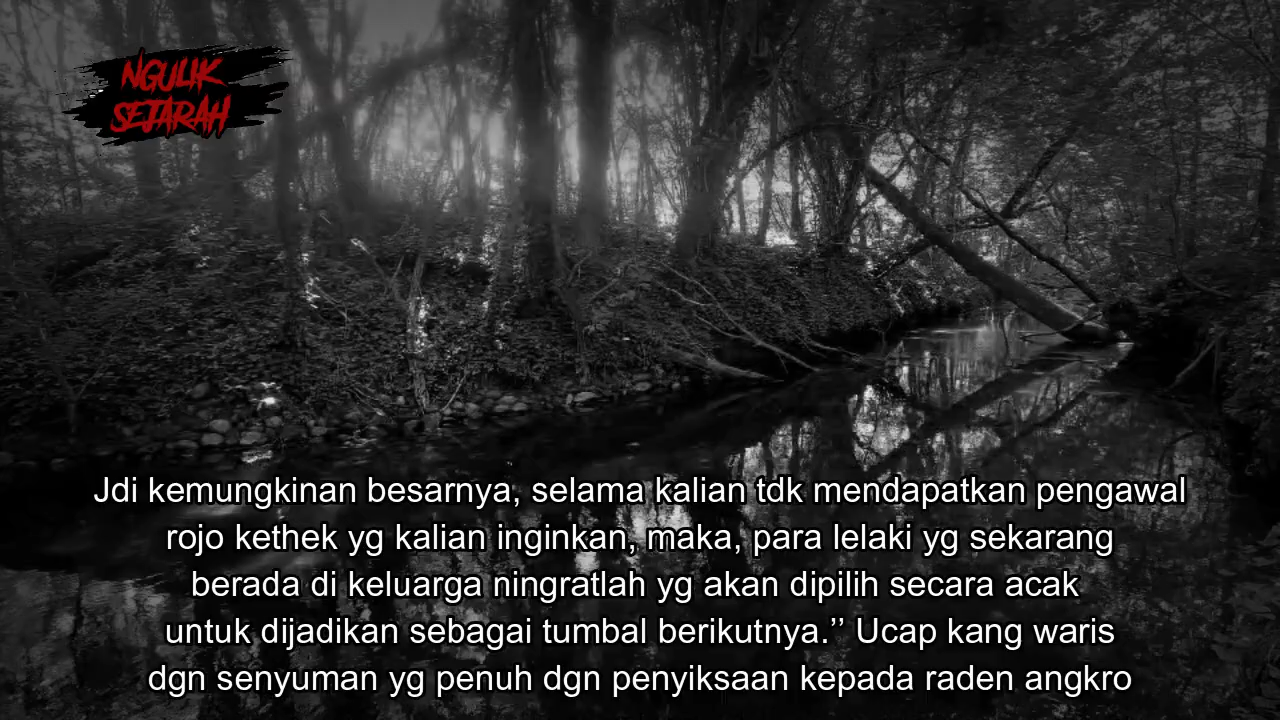 NGULIK
SEJARAH
Jdi kemungkinan besarnya, selama kalian tdk mendapatkan pengawal
rojo kethek yg kalian inginkan, maka, para lelaki yg sekarang
berada di keluarga ningratlah yg akan dipilih secara acak
untuk dijadikan sebagai tumbal berikutnya.’’ Ucap kang waris
dgn senyuman yg penuh dgn penyiksaan kepada raden angkro